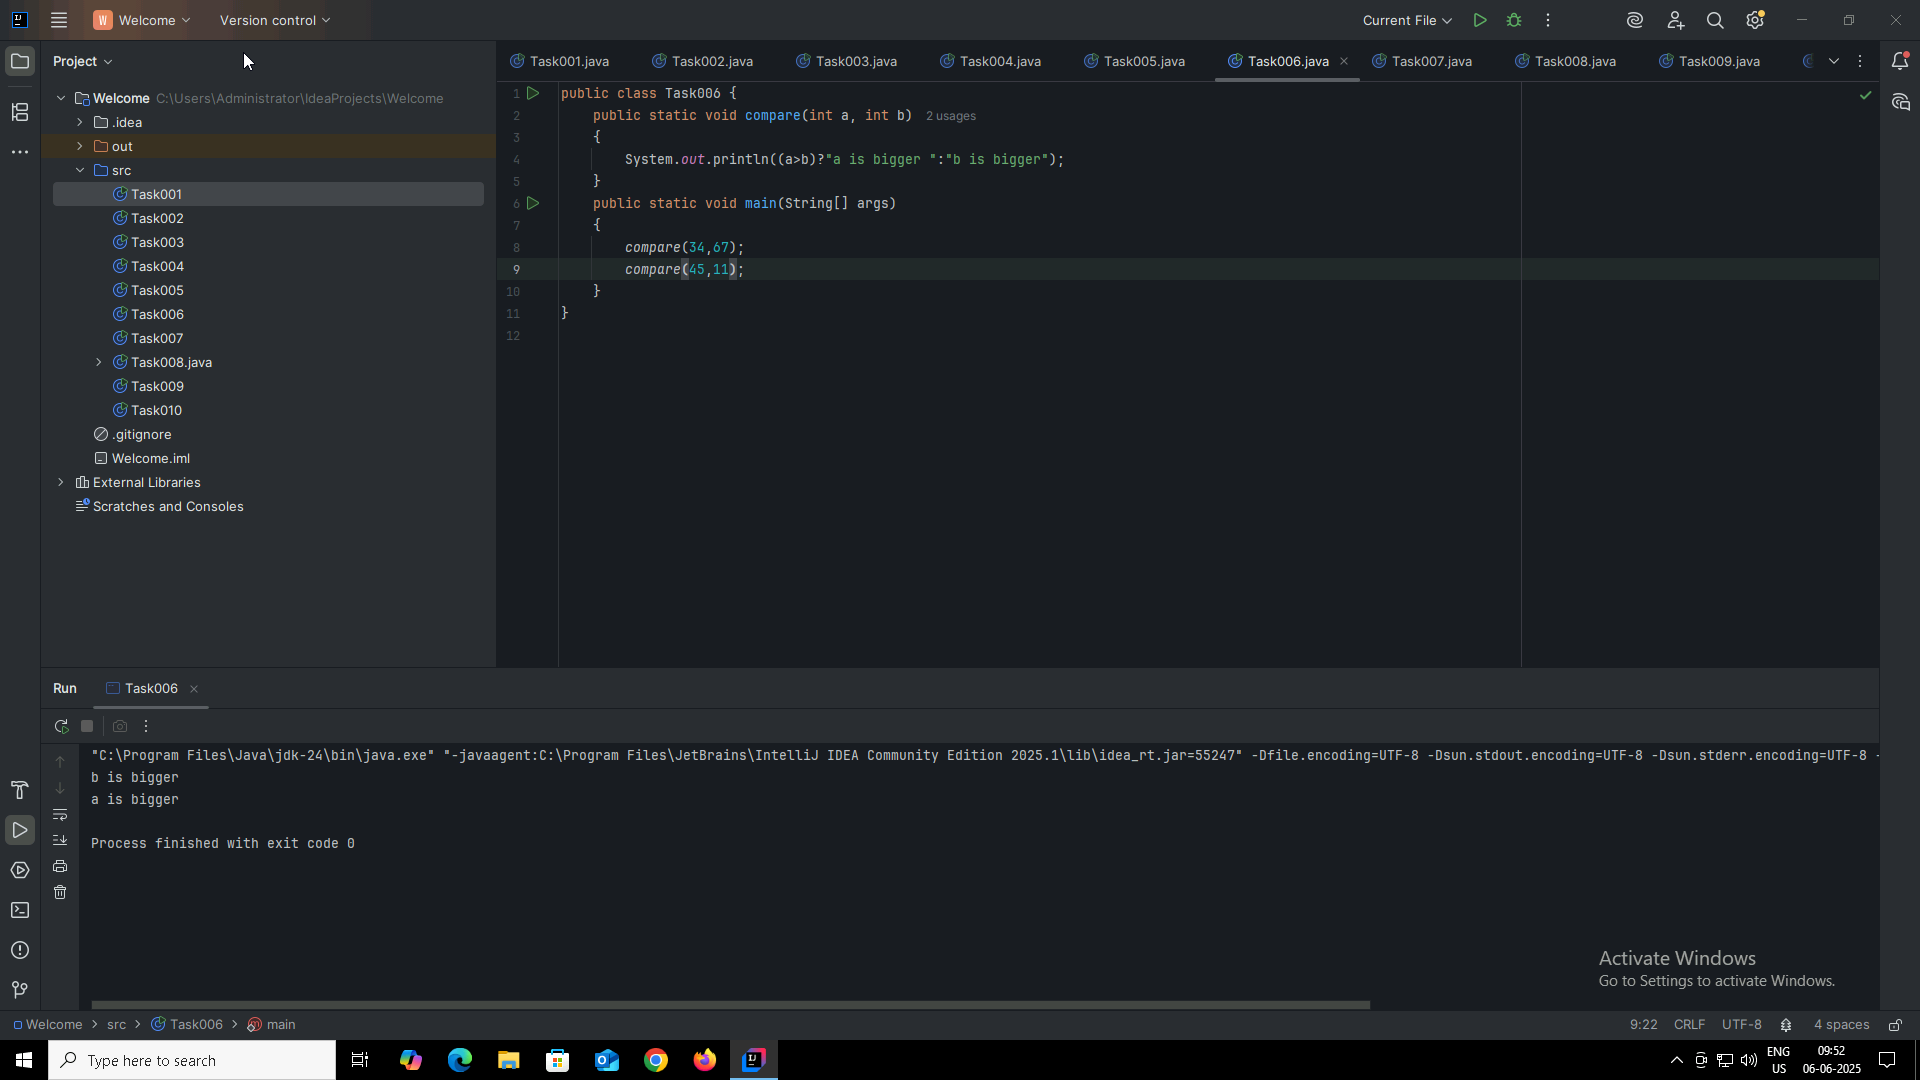 W Welcome Version control Current File
Project
Task001.java Task002.java Task003.java Task004.java Task005.java Task006.java Task007.java Task008.java Task009.java
Welcome C:\Users\Administrator\IdeaProjects\Welcome
.idea
out
src
Task001
Task002
Task003
Task004
Task005
Task006
Task007
Task008.java
Task009
Task010
.gitignore
Welcome.iml
External Libraries
Scratches and Consoles
1 public class Task006 {
2 public static void compare(int a, int b) 2 usages
3 {
4 System.out.println((a>b)?"a is bigger ":"b is bigger");
5 }
6 public static void main(String[] args)
7 {
8 compare(34,67);
9 compare(45,11);
10 }
11 }
12
Run Task006
"C:\Program Files\Java\jdk-24\bin\java.exe" "-javaagent:C:\Program Files\JetBrains\IntelliJ IDEA Community Edition 2025.1\lib\idea_rt.jar=55247" -Dfile.encoding=UTF-8 -Dsun.stdout.encoding=UTF-8 -Dsun.stderr.encoding=UTF-8 -
b is bigger
a is bigger
Process finished with exit code 0
Activate Windows
Go to Settings to activate Windows.
Welcome > src > Task006 > main 9:22 CRLF UTF-8 4 spaces
Type here to search
ENG
US
09:52
06-06-2025